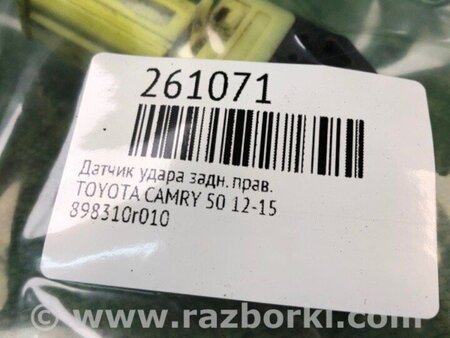 261071
Датчик удара задн. прав.
TOYOTA CAMRY 50 12-15
898310r010
© www.razborki.com